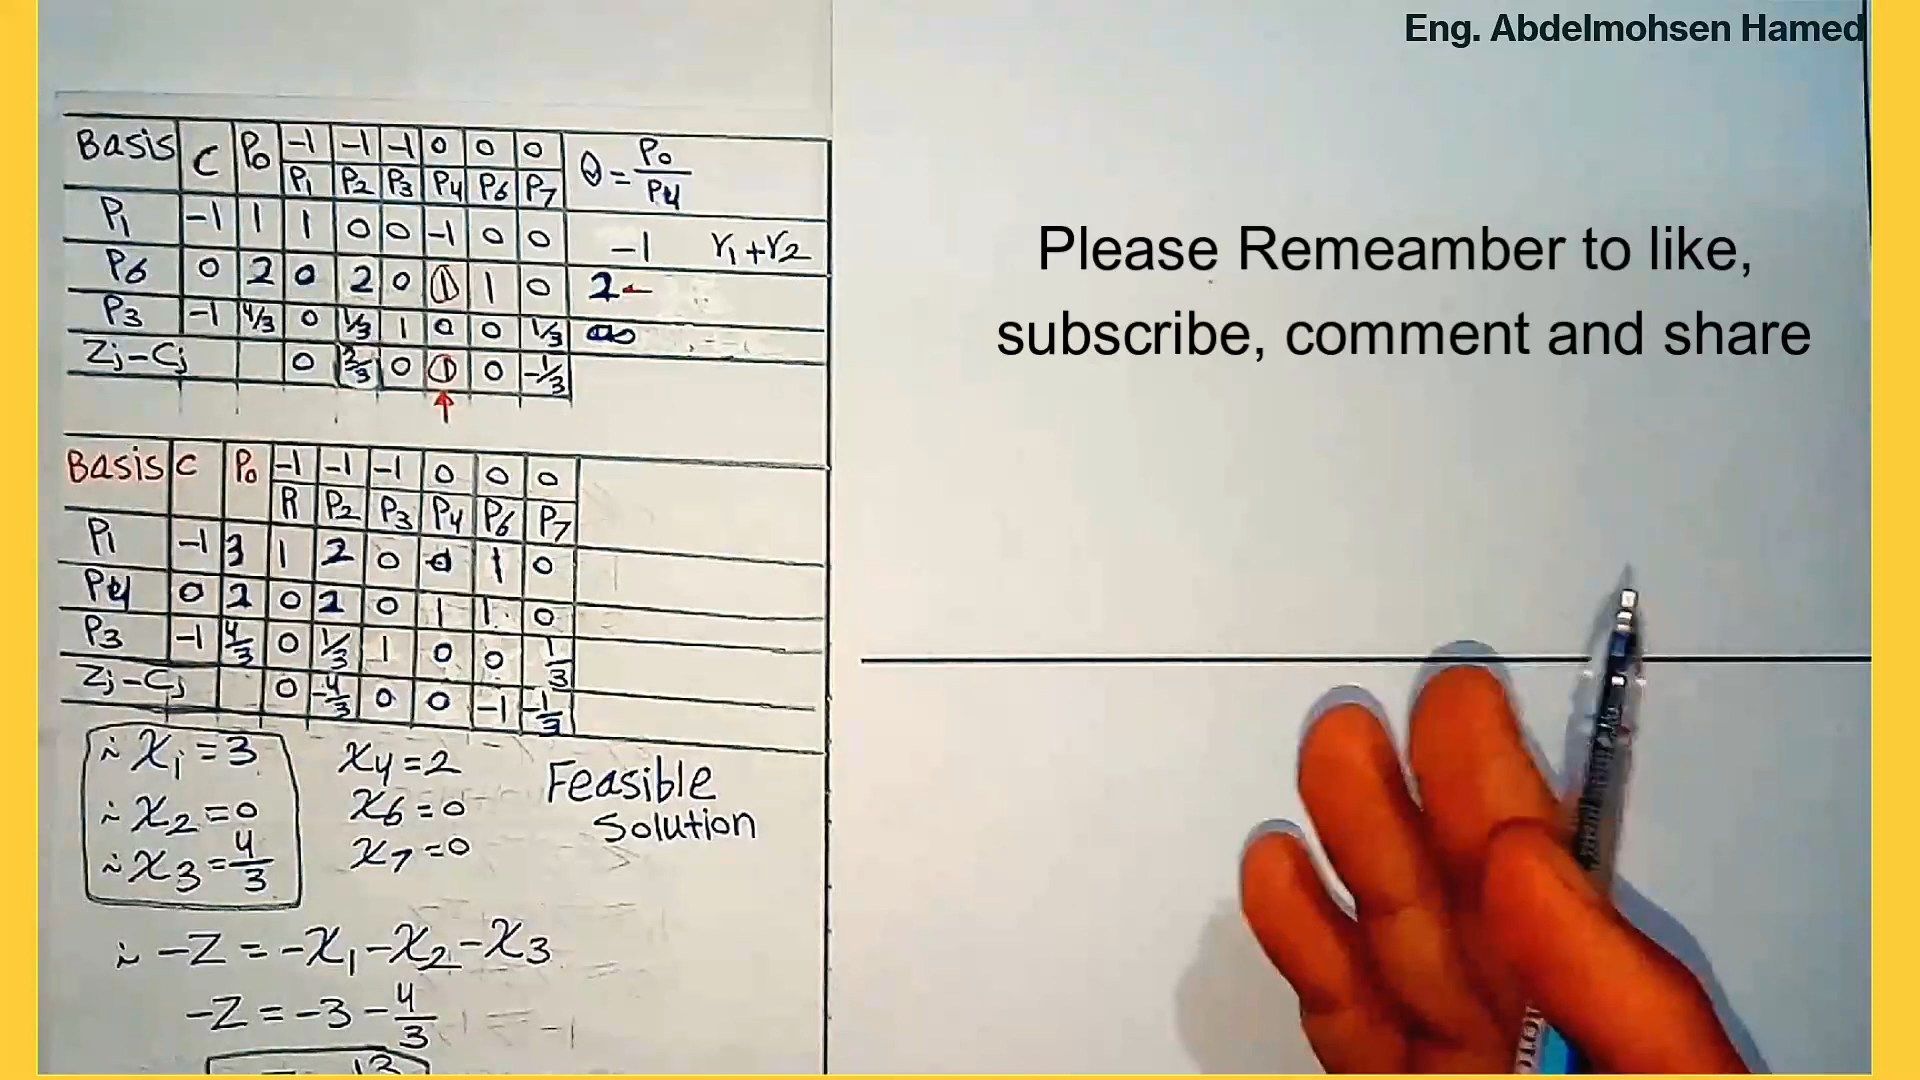 Eng. Abdelmohsen Hamed
Basis C P₀ -1 -1 -1 0 0 0 θ = P₀/P4
P₁ P₂ P₃ P4 P6 P7
P₁ -1 1 1 0 0 -1 0 0 -1 r₁+r₂
P6 0 2 0 2 0 1 1 0 2←
P3 -1 4/3 0 1/3 1 0 0 1/3 ∞
Zj-Cj 0 2/3 0 1 0 -1/3
Basis C P₀ -1 -1 -1 0 0 0
P₁ P₂ P₃ P4 P6 P7
P₁ -1 3 1 2 0 0 1 0
P4 0 2 0 2 0 1 1 0
P3 -1 4/3 0 1/3 1 0 0 1/3
Zj-Cj 0 -4/3 0 0 -1 -1/3
∴ x₁ = 3 x4 = 2 Feasible
∴ x₂ = 0 x6 = 0 solution
∴ x3 = 4/3 x7 = 0
∴ -Z = -x₁ -x₂ -x3
-Z = -3 - 4/3
Please Remeamber to like,
subscribe, comment and share